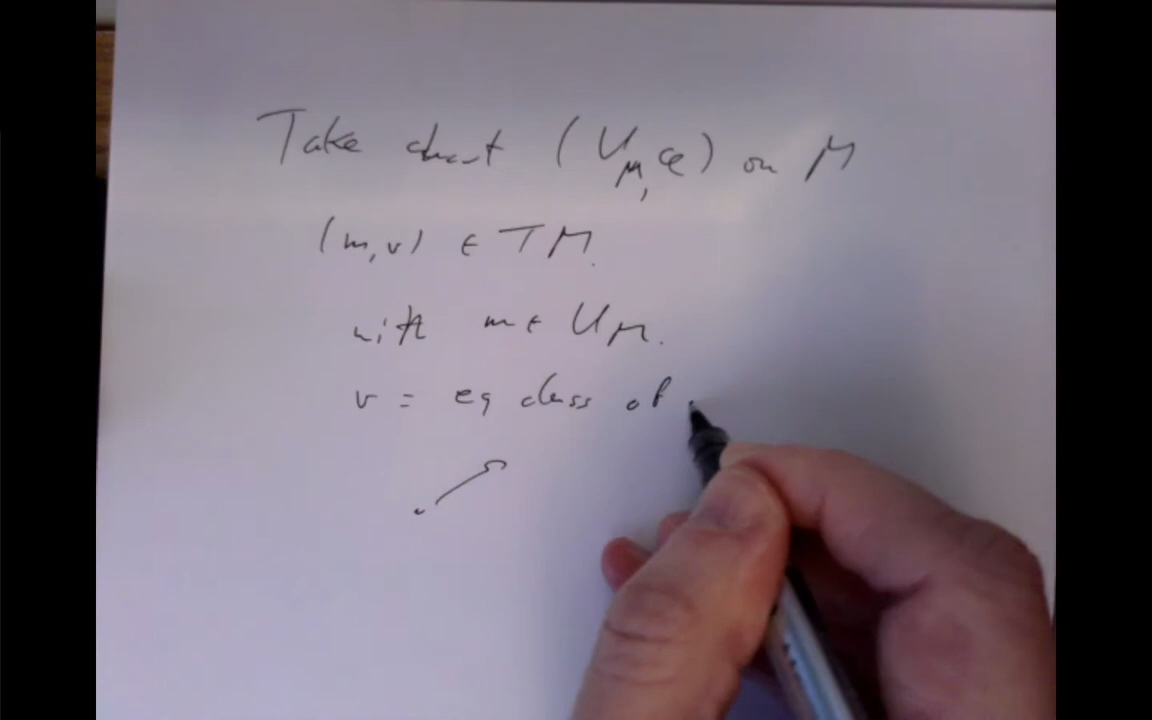 Take chart (U_M, φ) on M
(m,v) ∈ TM.
with m ∈ U_M.
v = eq class of